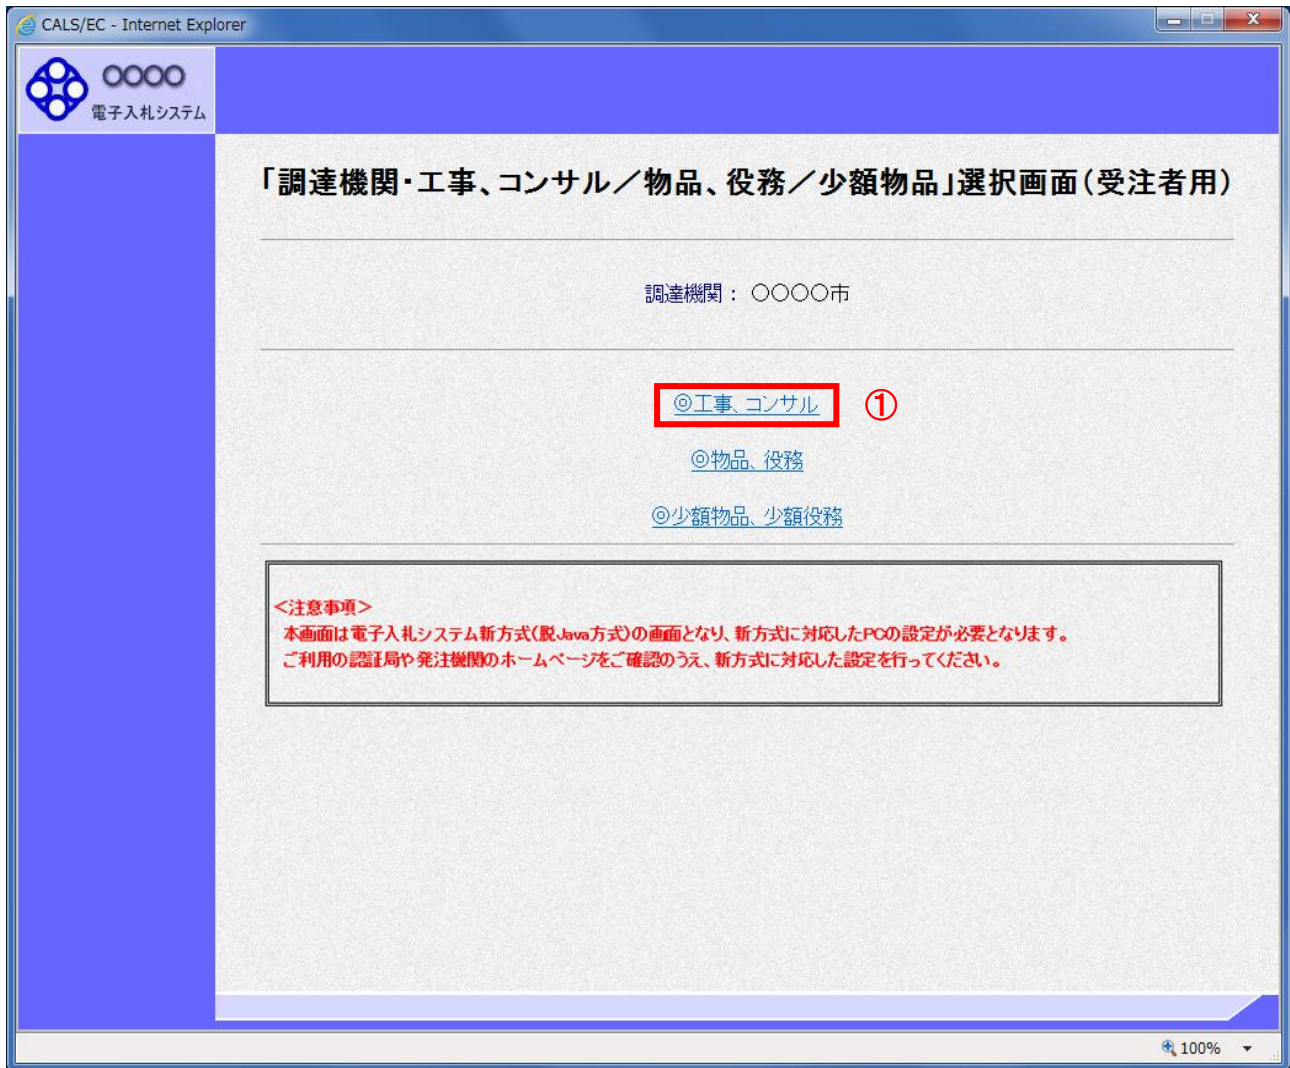 CALS/EC - Internet Explorer
○○○○
電子入札システム
「調達機関・工事、コンサル／物品、役務／少額物品」選択画面（受注者用）
調達機関： ○○○○市
◎工事、コンサル ①
◎物品、役務
◎少額物品、少額役務
＜注意事項＞
本画面は電子入札システム新方式(脱Java方式)の画面となり、新方式に対応したPCの設定が必要となります。
ご利用の認証局や発注機関のホームページをご確認のうえ、新方式に対応した設定を行ってください。
100%